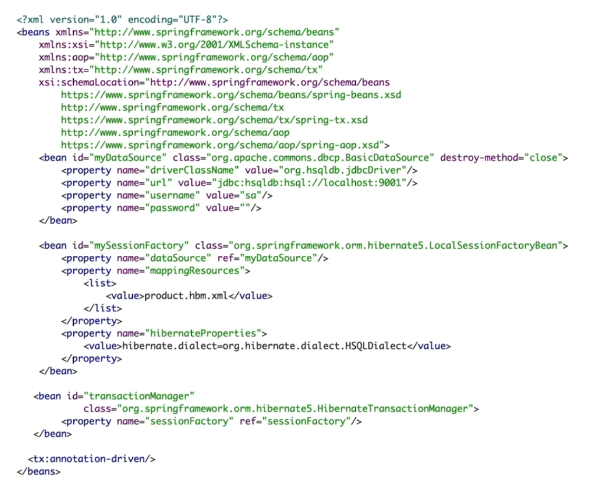 <?xml version="1.0" encoding="UTF-8"?>
<beans xmlns="http://www.springframework.org/schema/beans"
    xmlns:xsi="http://www.w3.org/2001/XMLSchema-instance"
    xmlns:aop="http://www.springframework.org/schema/aop"
    xmlns:tx="http://www.springframework.org/schema/tx"
    xsi:schemaLocation="http://www.springframework.org/schema/beans
        https://www.springframework.org/schema/beans/spring-beans.xsd
        http://www.springframework.org/schema/tx
        https://www.springframework.org/schema/tx/spring-tx.xsd
        http://www.springframework.org/schema/aop
        https://www.springframework.org/schema/aop/spring-aop.xsd">
    <bean id="myDataSource" class="org.apache.commons.dbcp.BasicDataSource" destroy-method="close">
        <property name="driverClassName" value="org.hsqldb.jdbcDriver"/>
        <property name="url" value="jdbc:hsqldb:hsql://localhost:9001"/>
        <property name="username" value="sa"/>
        <property name="password" value=""/>
    </bean>

    <bean id="mySessionFactory" class="org.springframework.orm.hibernate5.LocalSessionFactoryBean">
        <property name="dataSource" ref="myDataSource"/>
        <property name="mappingResources">
            <list>
                <value>product.hbm.xml</value>
            </list>
        </property>
        <property name="hibernateProperties">
            <value>hibernate.dialect=org.hibernate.dialect.HSQLDialect</value>
        </property>
    </bean>

   <bean id="transactionManager"
            class="org.springframework.orm.hibernate5.HibernateTransactionManager">
        <property name="sessionFactory" ref="sessionFactory"/>
   </bean>

  <tx:annotation-driven/>
</beans>